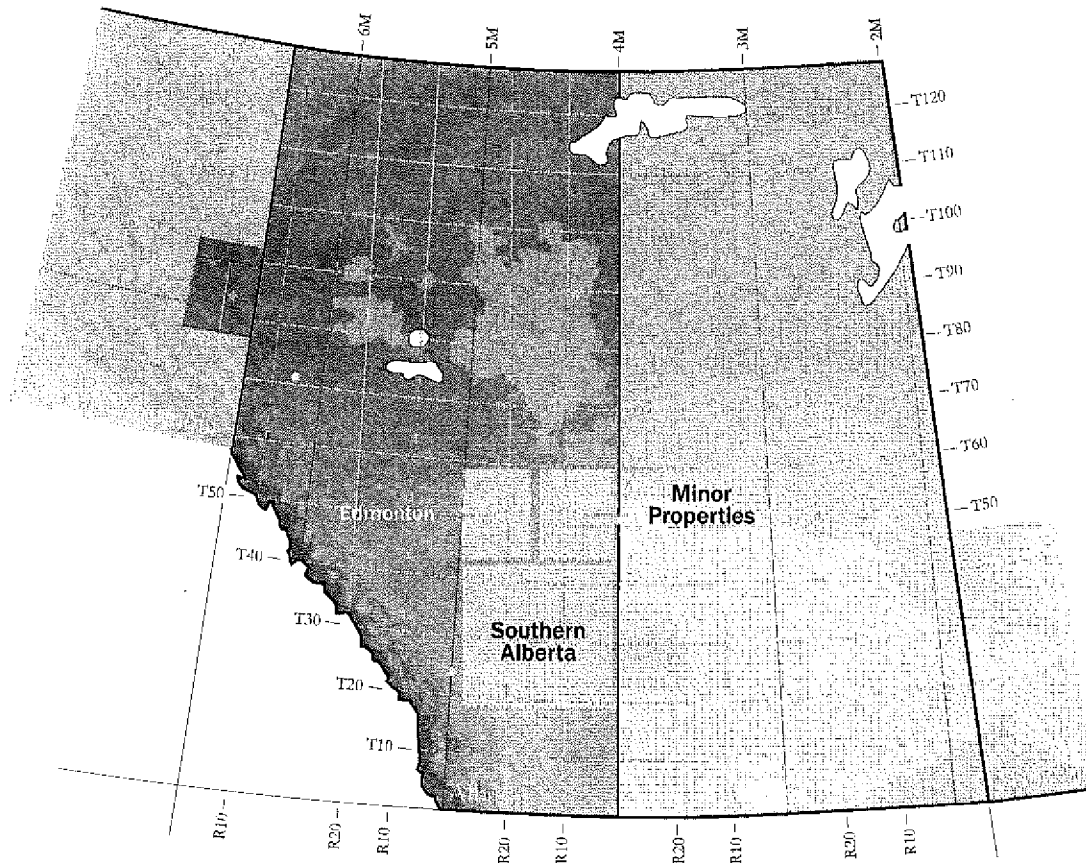 6M
5M
4M
3M
2M
T120
T110
T100
T90
T80
T70
T60
T50
T50
Edmonton
Minor
Properties
T40
T30
Southern
Alberta
T20
T10
R10
R20
R10
R20
R10
R20
R10
R20
R10